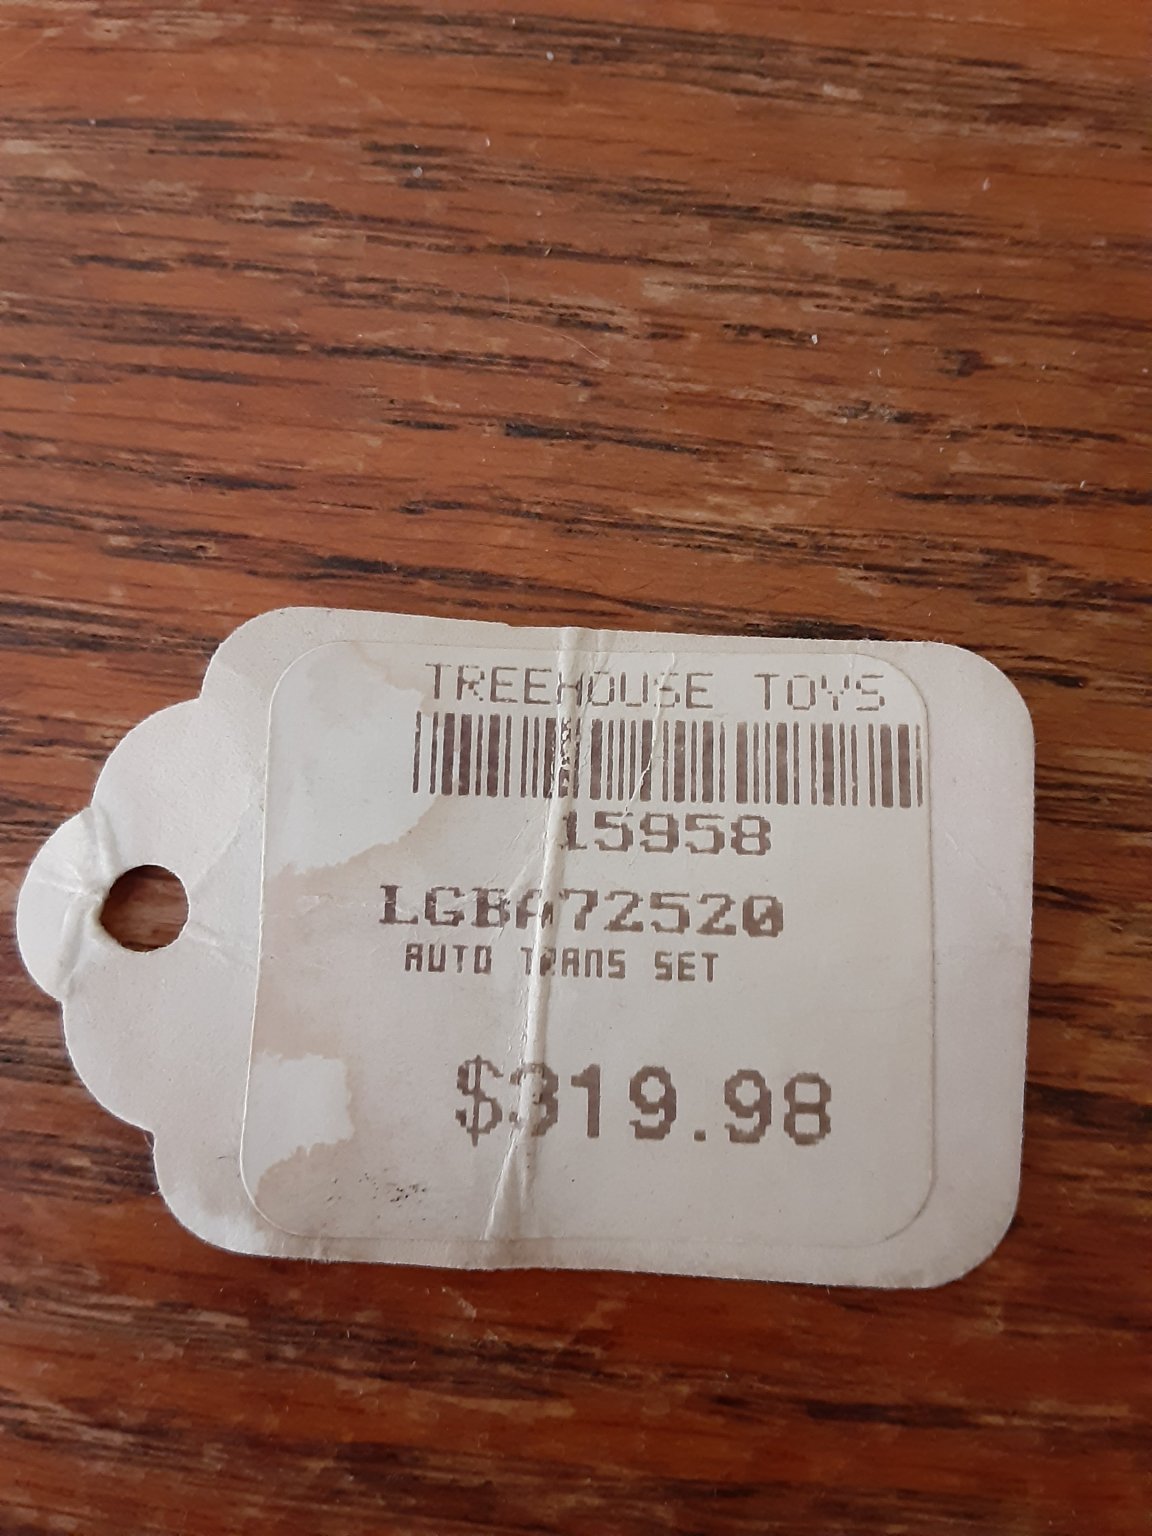 TREEHOUSE TOYS
15958
LGBA72520
AUTO TRANS SET
$319.98